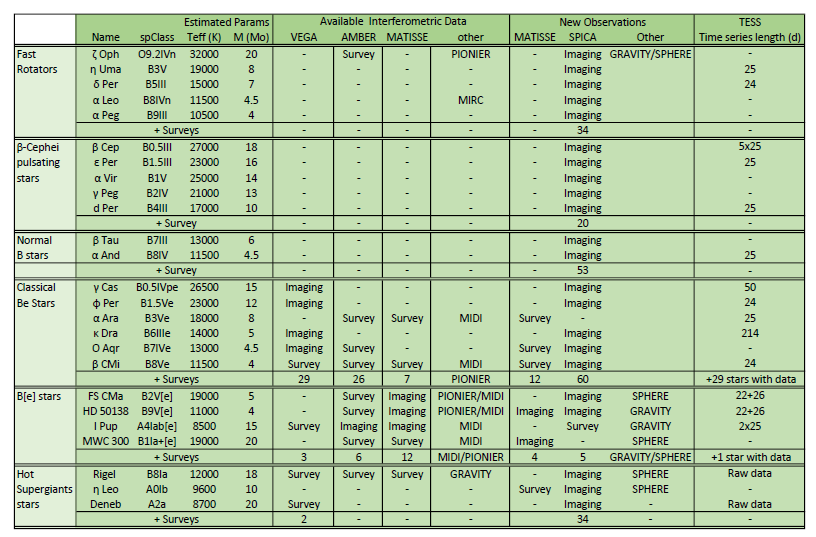 Estimated Params Available Interferometric Data New Observations TESS
Name spClass Teff (K) M (Mo) VEGA AMBER MATISSE other MATISSE SPICA Other Time series length (d)
Fast ζ Oph O9.2IVn 32000 20 - Survey - PIONIER - Imaging GRAVITY/SPHERE -
Rotators η Uma B3V 19000 8 - - - - - Imaging 25
δ Per B5III 15000 7 - - - - - Imaging 24
α Leo B8IVn 11500 4.5 - - - MIRC - Imaging -
α Peg B9III 10500 4 - - - - - Imaging -
+ Surveys - - - - - 34 -
β-Cephei β Cep B0.5III 27000 18 - - - - - Imaging 5x25
pulsating ε Per B1.5III 23000 16 - - - - - Imaging 25
stars α Vir B1V 25000 14 - - - - - Imaging -
γ Peg B2IV 21000 13 - - - - - Imaging -
d Per B4III 17000 10 - - - - - Imaging 25
+ Survey - - - - - 20 -
Normal β Tau B7III 13000 6 - - - - - Imaging -
B stars α And B8IV 11500 4.5 - - - - - Imaging 25
+ Survey - - - - - 53 -
Classical γ Cas B0.5IVpe 26500 15 Imaging - - - - Imaging 50
Be Stars φ Per B1.5Ve 23000 12 Imaging - - - - Imaging 24
α Ara B3Ve 18000 8 - Survey Survey MIDI Survey - 25
κ Dra B6IIIe 14000 5 Imaging - - - - Imaging 214
O Aqr B7IVe 13000 4.5 Imaging Survey - - Survey Imaging -
β CMi B8Ve 11500 4 Survey Survey Survey MIDI Survey Imaging 24
+ Surveys 29 26 7 PIONIER 12 60 +29 stars with data
B[e] stars FS CMa B2V[e] 19000 5 - Survey Imaging PIONIER/MIDI - Imaging SPHERE 22+26
HD 50138 B9V[e] 11000 4 - Survey Imaging PIONIER/MIDI Imaging Imaging GRAVITY 22+26
l Pup A4Iab[e] 8500 15 Survey Imaging Imaging MIDI - Survey GRAVITY 2x25
MWC 300 B1Ia+[e] 19000 20 - Survey Survey MIDI Imaging - SPHERE -
+ Surveys 3 6 12 MIDI/PIONIER 4 5 GRAVITY/SPHERE +1 star with data
Hot Rigel B8Ia 12000 18 Survey Survey Survey GRAVITY - Imaging SPHERE Raw data
Supergiants η Leo A0Ib 9600 10 - - - - Survey Imaging SPHERE -
stars Deneb A2a 8700 20 Survey - - - - Imaging - Raw data
+ Surveys 2 - - - - 34 - -